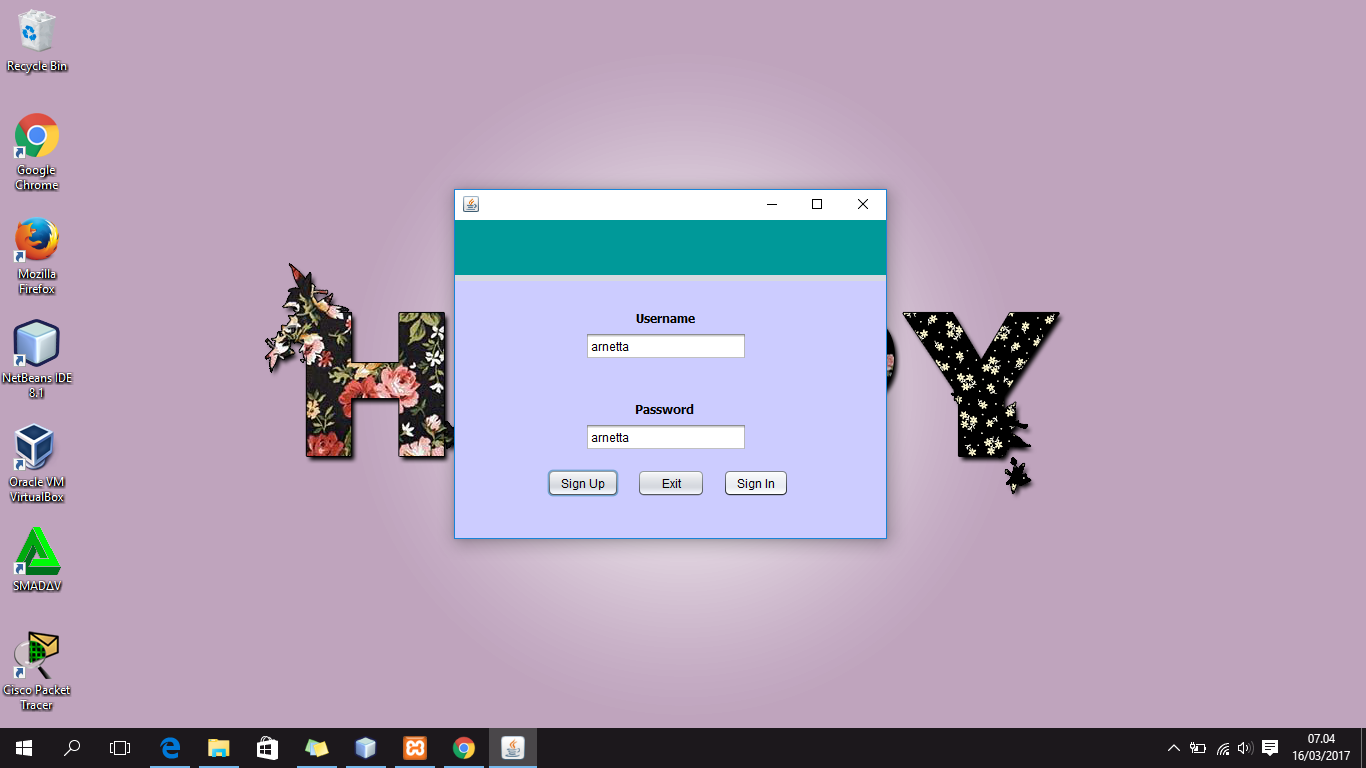 Recycle Bin
Google
Chrome
Mozilla
Firefox
NetBeans IDE
8.1
Oracle VM
VirtualBox
SMADΔV
Cisco Packet
Tracer
H Y
Username
arnetta
Password
arnetta
Sign Up Exit Sign In
07.04
16/03/2017